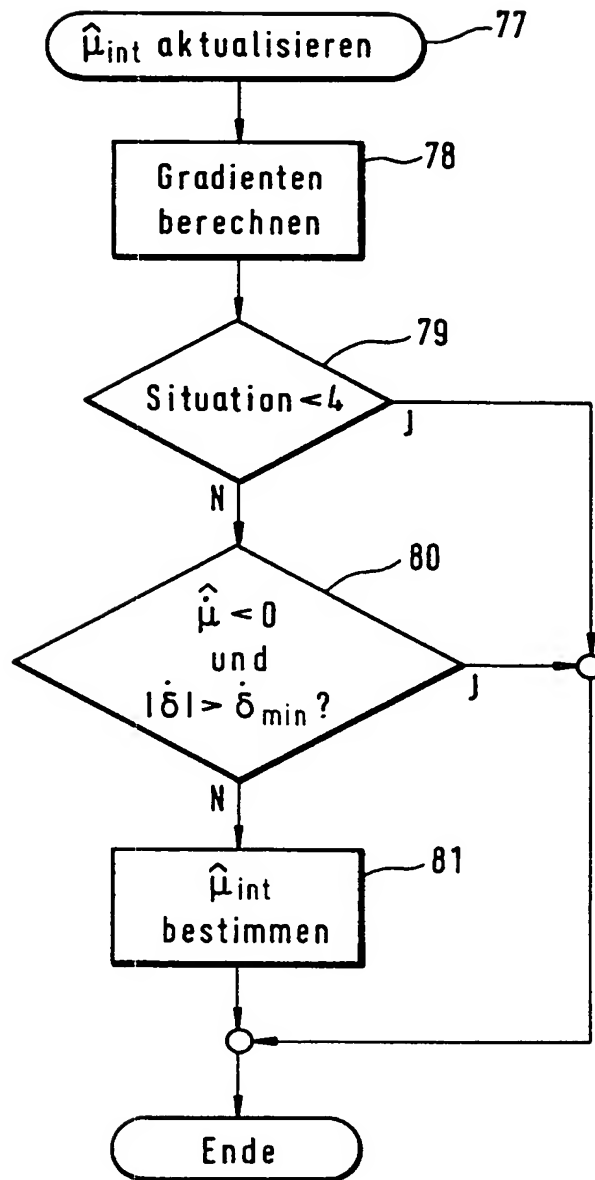 μ̂int aktualisieren
77
Gradienten
berechnen
78
Situation < 4
79
J
N
μ̂̇ < 0
und
|δ̇| > δ̇min ?
80
J
N
μ̂int
bestimmen
81
Ende